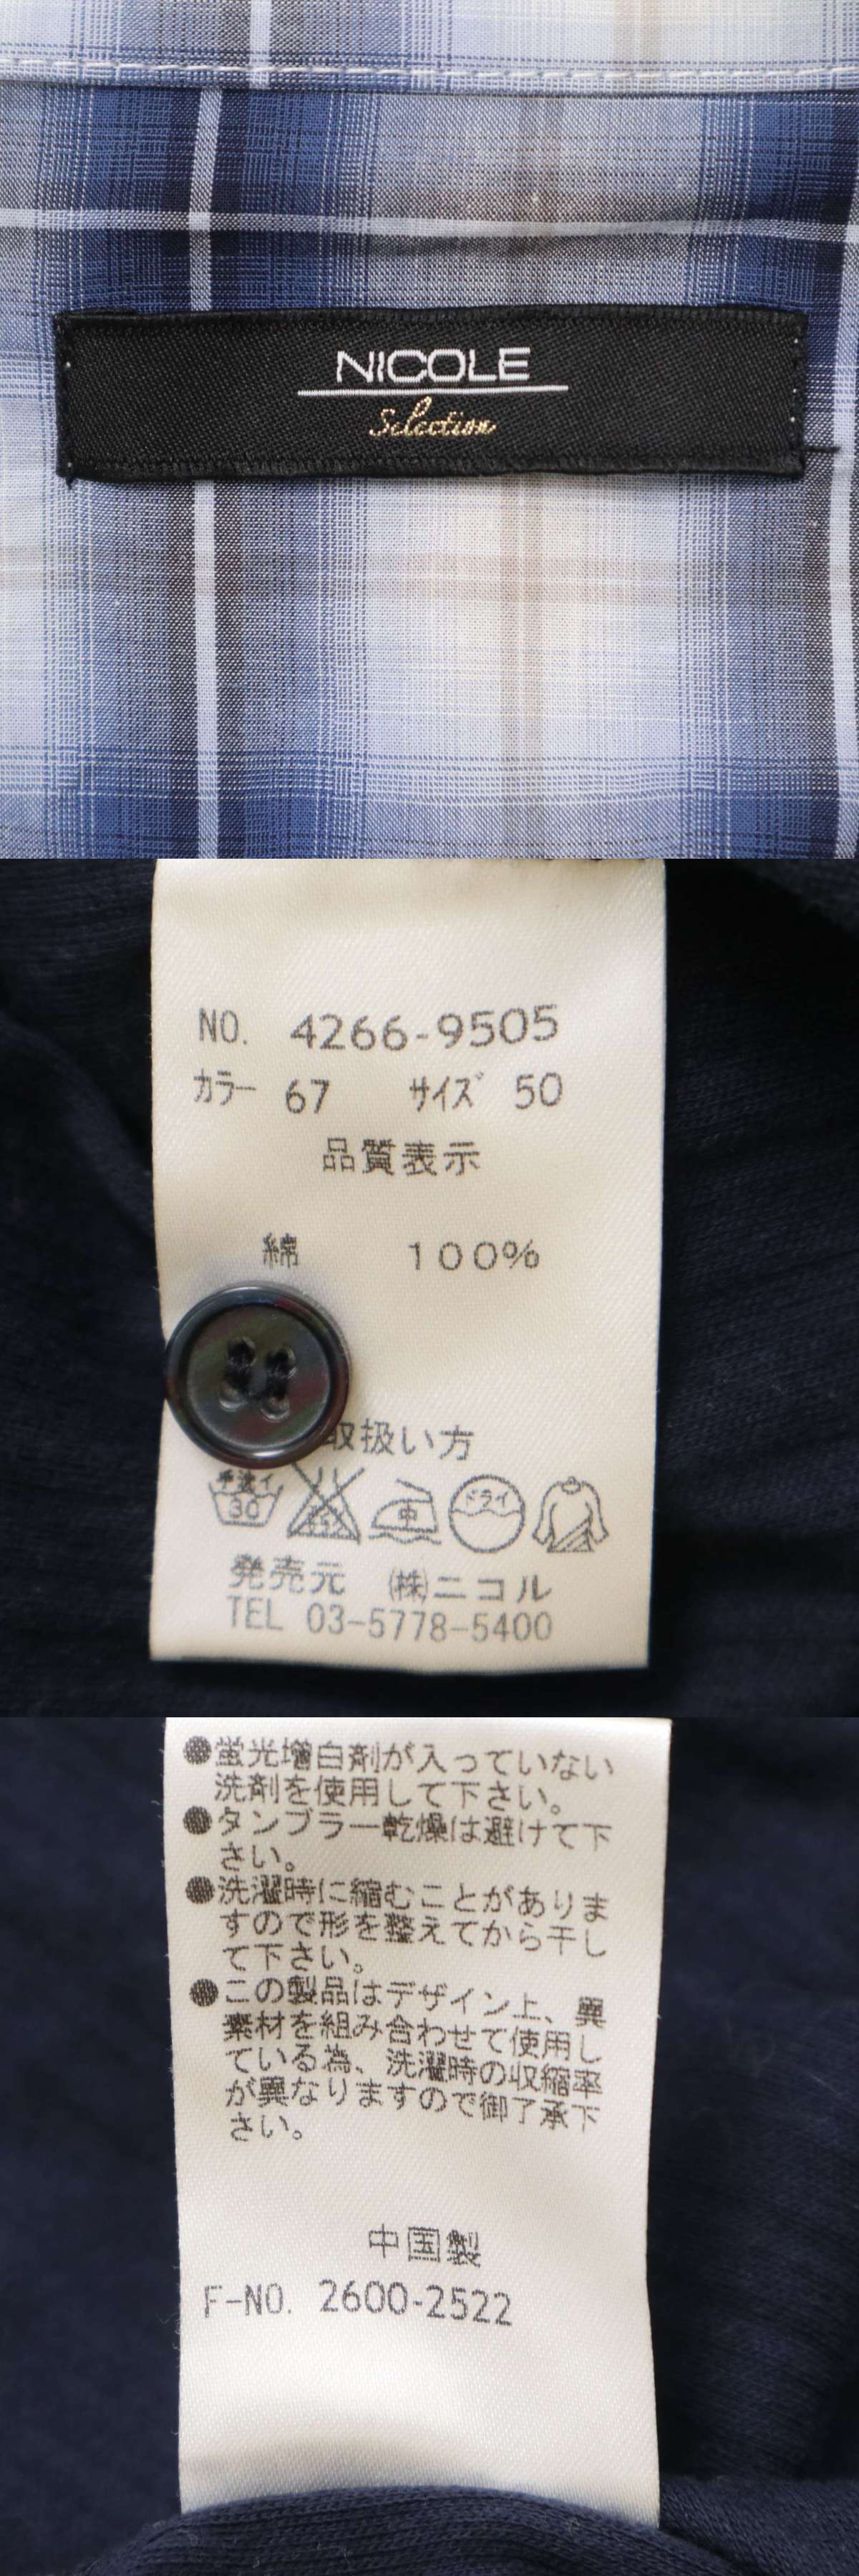 NICOLE
Selection
NO. 4266-9505
カラー 67 サイズ 50
品質表示
綿 100%
取扱い方
手洗イ
30
中
ドライ
発売元 ㈱ニコル
TEL 03-5778-5400
●蛍光増白剤が入っていない
洗剤を使用して下さい。
●タンブラー乾燥は避けて下
さい。
●洗濯時に縮むことがありま
すので形を整えてから干し
て下さい。
●この製品はデザイン上、異
素材を組み合わせて使用し
ている為、洗濯時の収縮率
が異なりますので御了承下
さい。
中国製
F-NO. 2600-2522